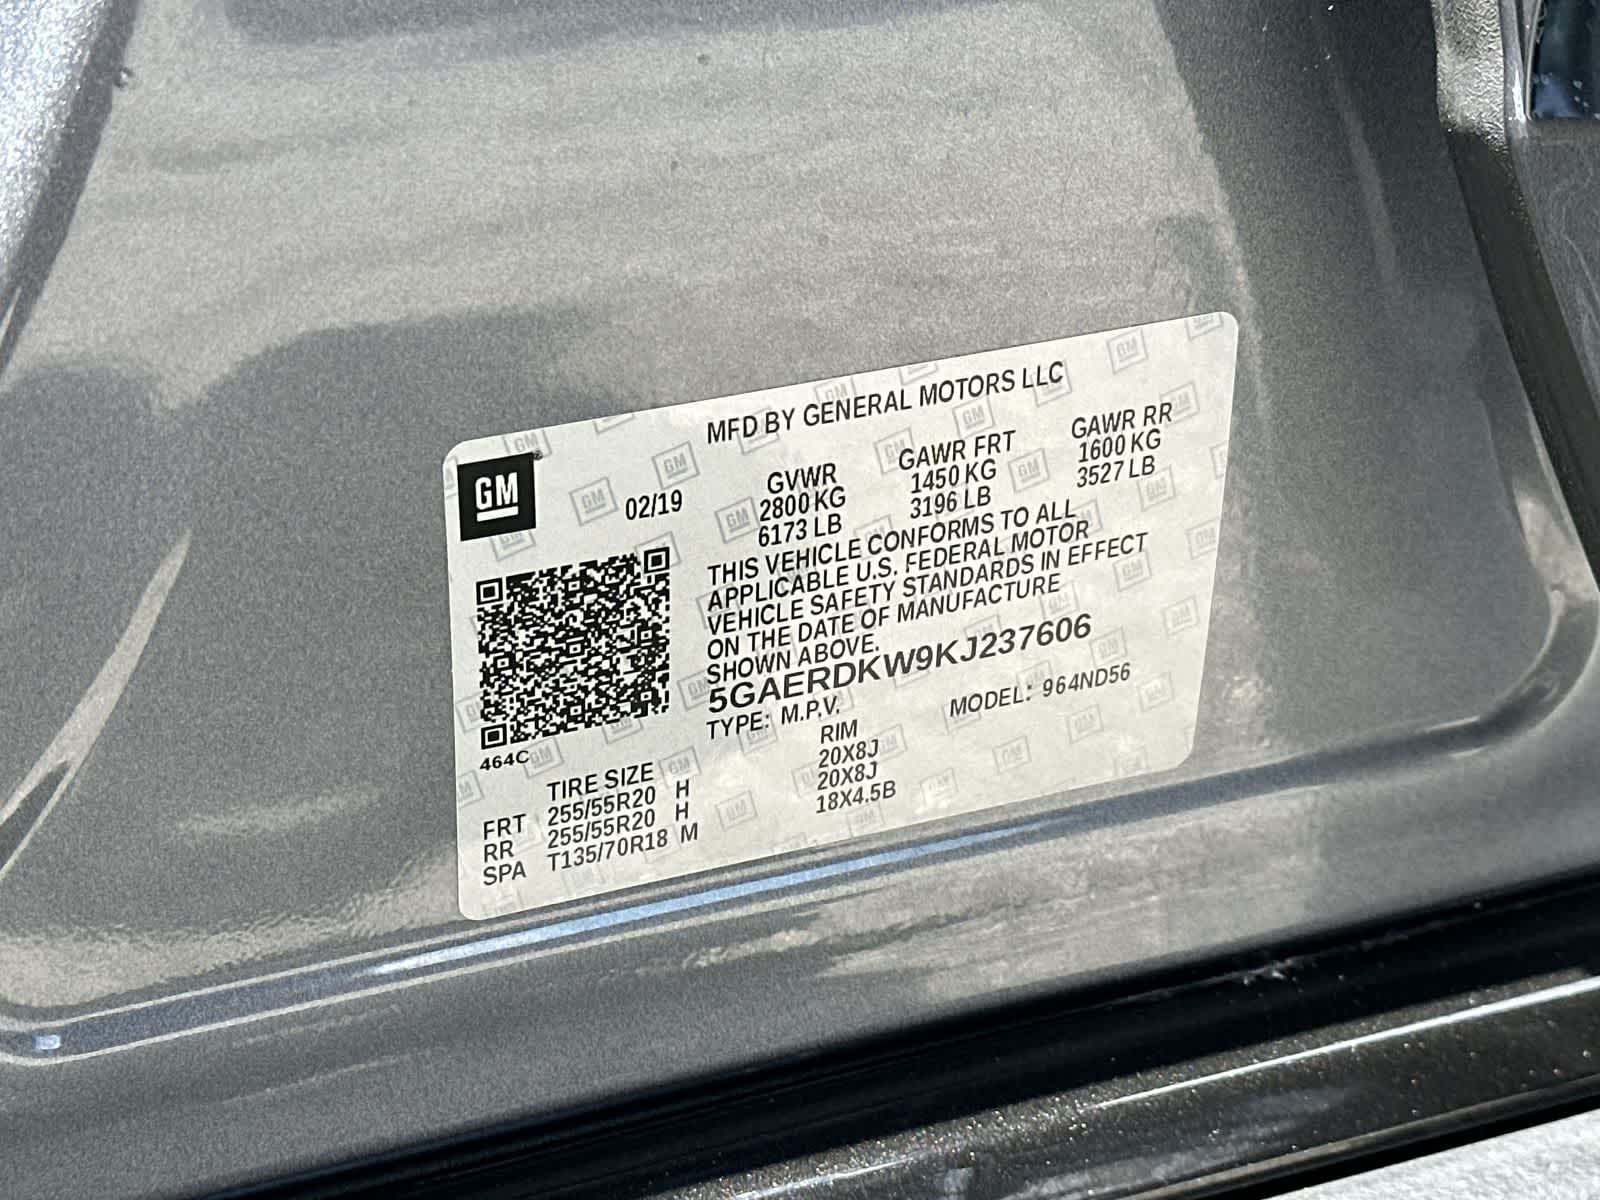 MFD BY GENERAL MOTORS LLC
GM
02/19
GVWR GAWR FRT GAWR RR
2800 KG 1450 KG 1600 KG
6173 LB 3196 LB 3527 LB
THIS VEHICLE CONFORMS TO ALL
APPLICABLE U.S. FEDERAL MOTOR
VEHICLE SAFETY STANDARDS IN EFFECT
ON THE DATE OF MANUFACTURE
SHOWN ABOVE.
5GAERDKW9KJ237606
TYPE: M.P.V. MODEL: 964ND56
464C
TIRE SIZE RIM
FRT 255/55R20 H 20X8J
RR 255/55R20 H 20X8J
SPA T135/70R18 M 18X4.5B